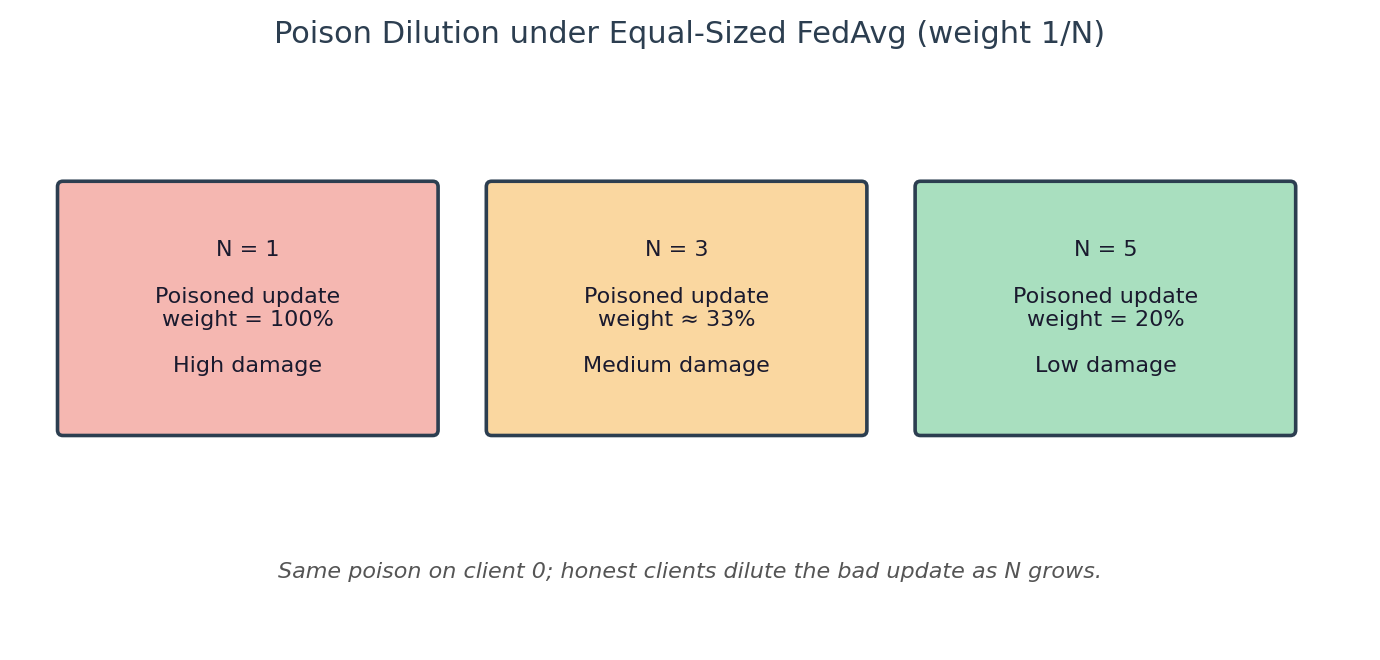 Poison Dilution under Equal-Sized FedAvg (weight 1/N)
N = 1
Poisoned update
weight = 100%
High damage
N = 3
Poisoned update
weight ≈ 33%
Medium damage
N = 5
Poisoned update
weight = 20%
Low damage
Same poison on client 0; honest clients dilute the bad update as N grows.